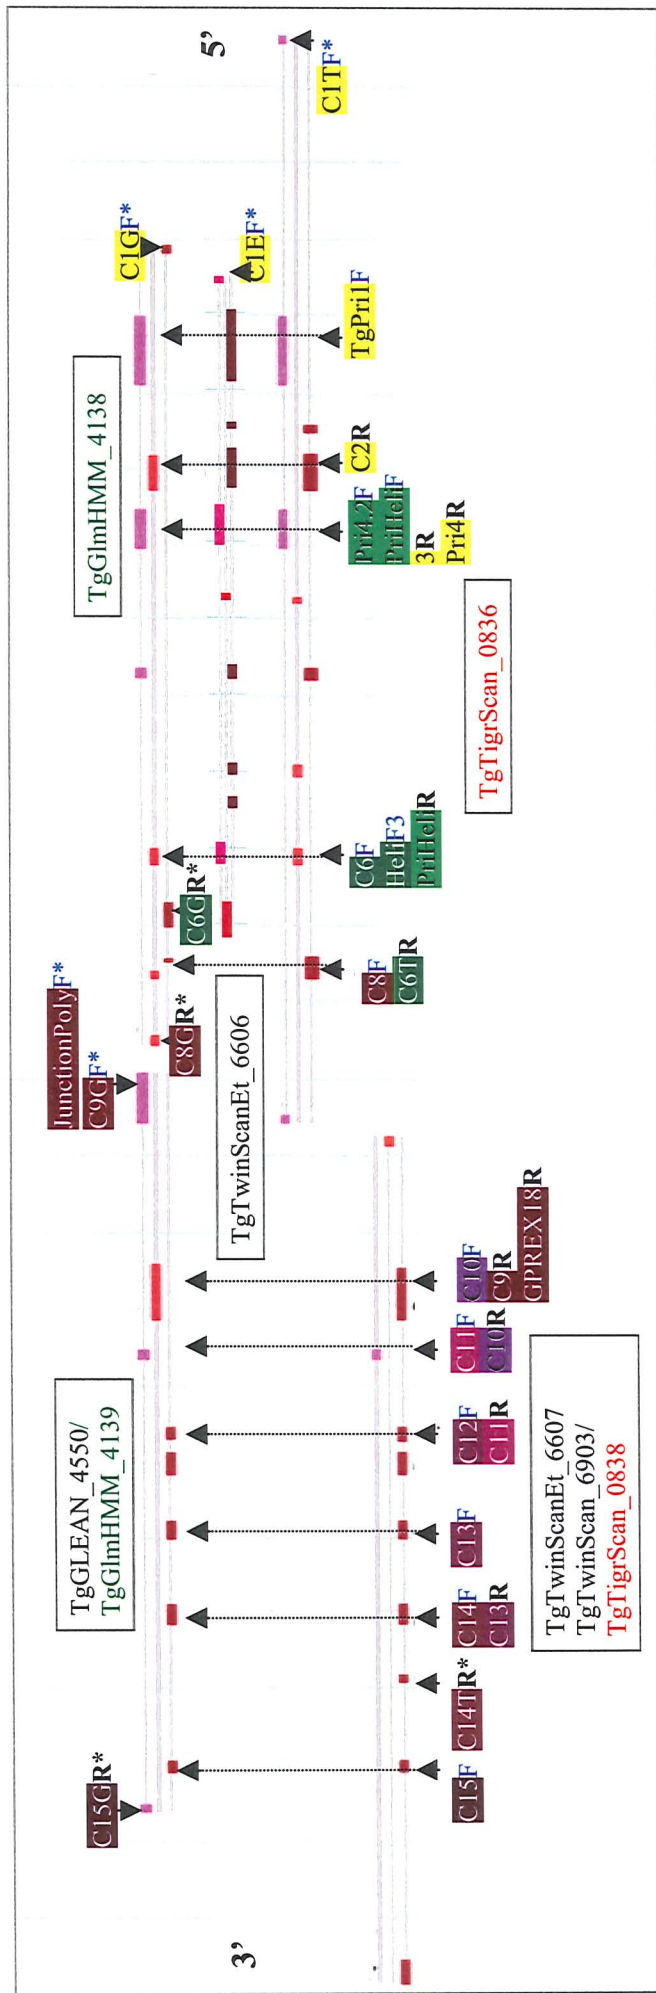 3’
5’
C15GR*
TgGLEAN_4550/
TgGlmHMM_4139
JunctionPolyF*
C9GF*
C8GR*
C6GR*
TgGlmHMM_4138
C1GF*
C1EF*
TgTwinScanEt_6606
C15F
C14TR*
C14F
C13R
C13F
C12F
C11R
C11F
C10R
C10F
C9R
GPREX18R
C8F
C6TR
C6F
HeliF3
PriHeliR
Pri4.2F
PriHeliF
3R
Pri4R
C2R
TgPri1F
C1TF*
TgTwinScanEt_6607
TgTwinScan_6903/
TgTigrScan_0838
TgTigrScan_0836